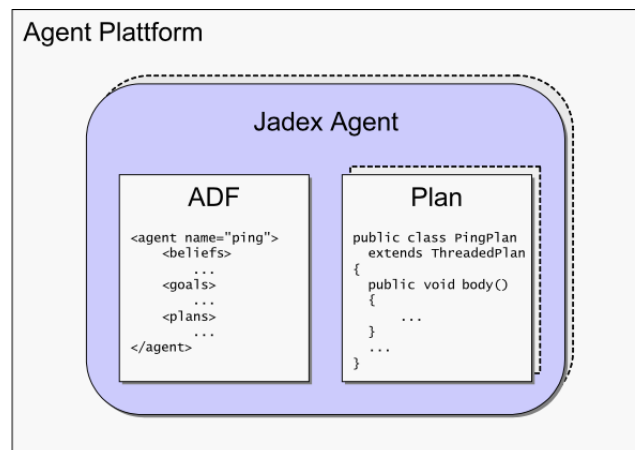 Agent Plattform
Jadex Agent
ADF
<agent name="ping">
<beliefs>
...
<goals>
...
<plans>
...
</agent>
Plan
public class PingPlan
extends ThreadedPlan
{
public void body()
{
...
}
...
}